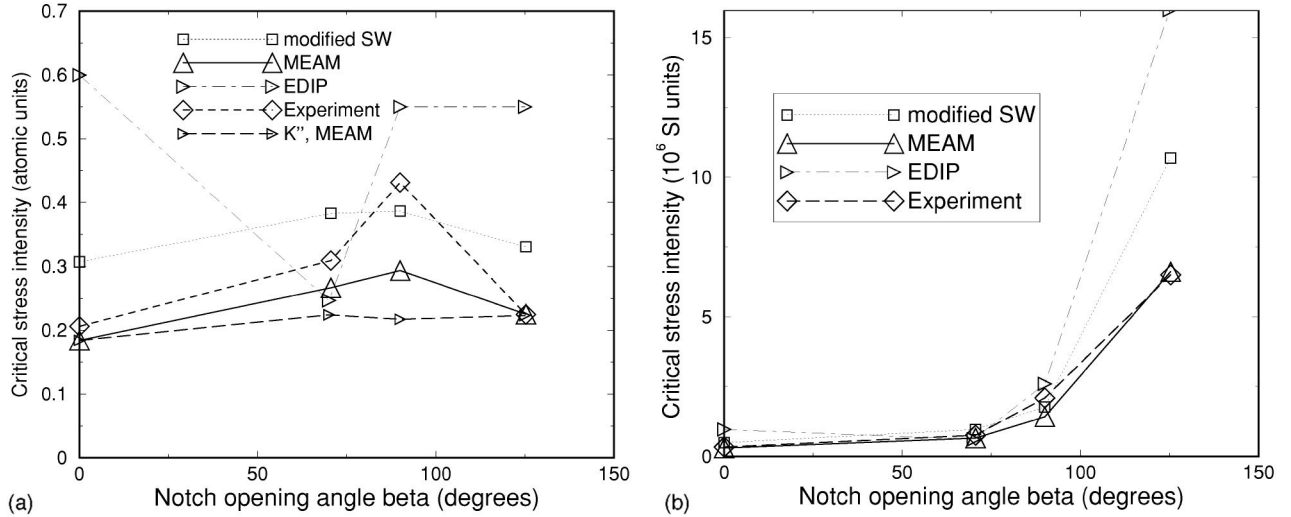 0.7
0.6
0.5
0.4
0.3
0.2
0.1
0
Critical stress intensity (atomic units)
modified SW
MEAM
EDIP
Experiment
K”, MEAM
0 50 100 150
Notch opening angle beta (degrees)
(a)
15
10
5
0
Critical stress intensity (10⁶ SI units)
modified SW
MEAM
EDIP
Experiment
0 50 100 150
Notch opening angle beta (degrees)
(b)